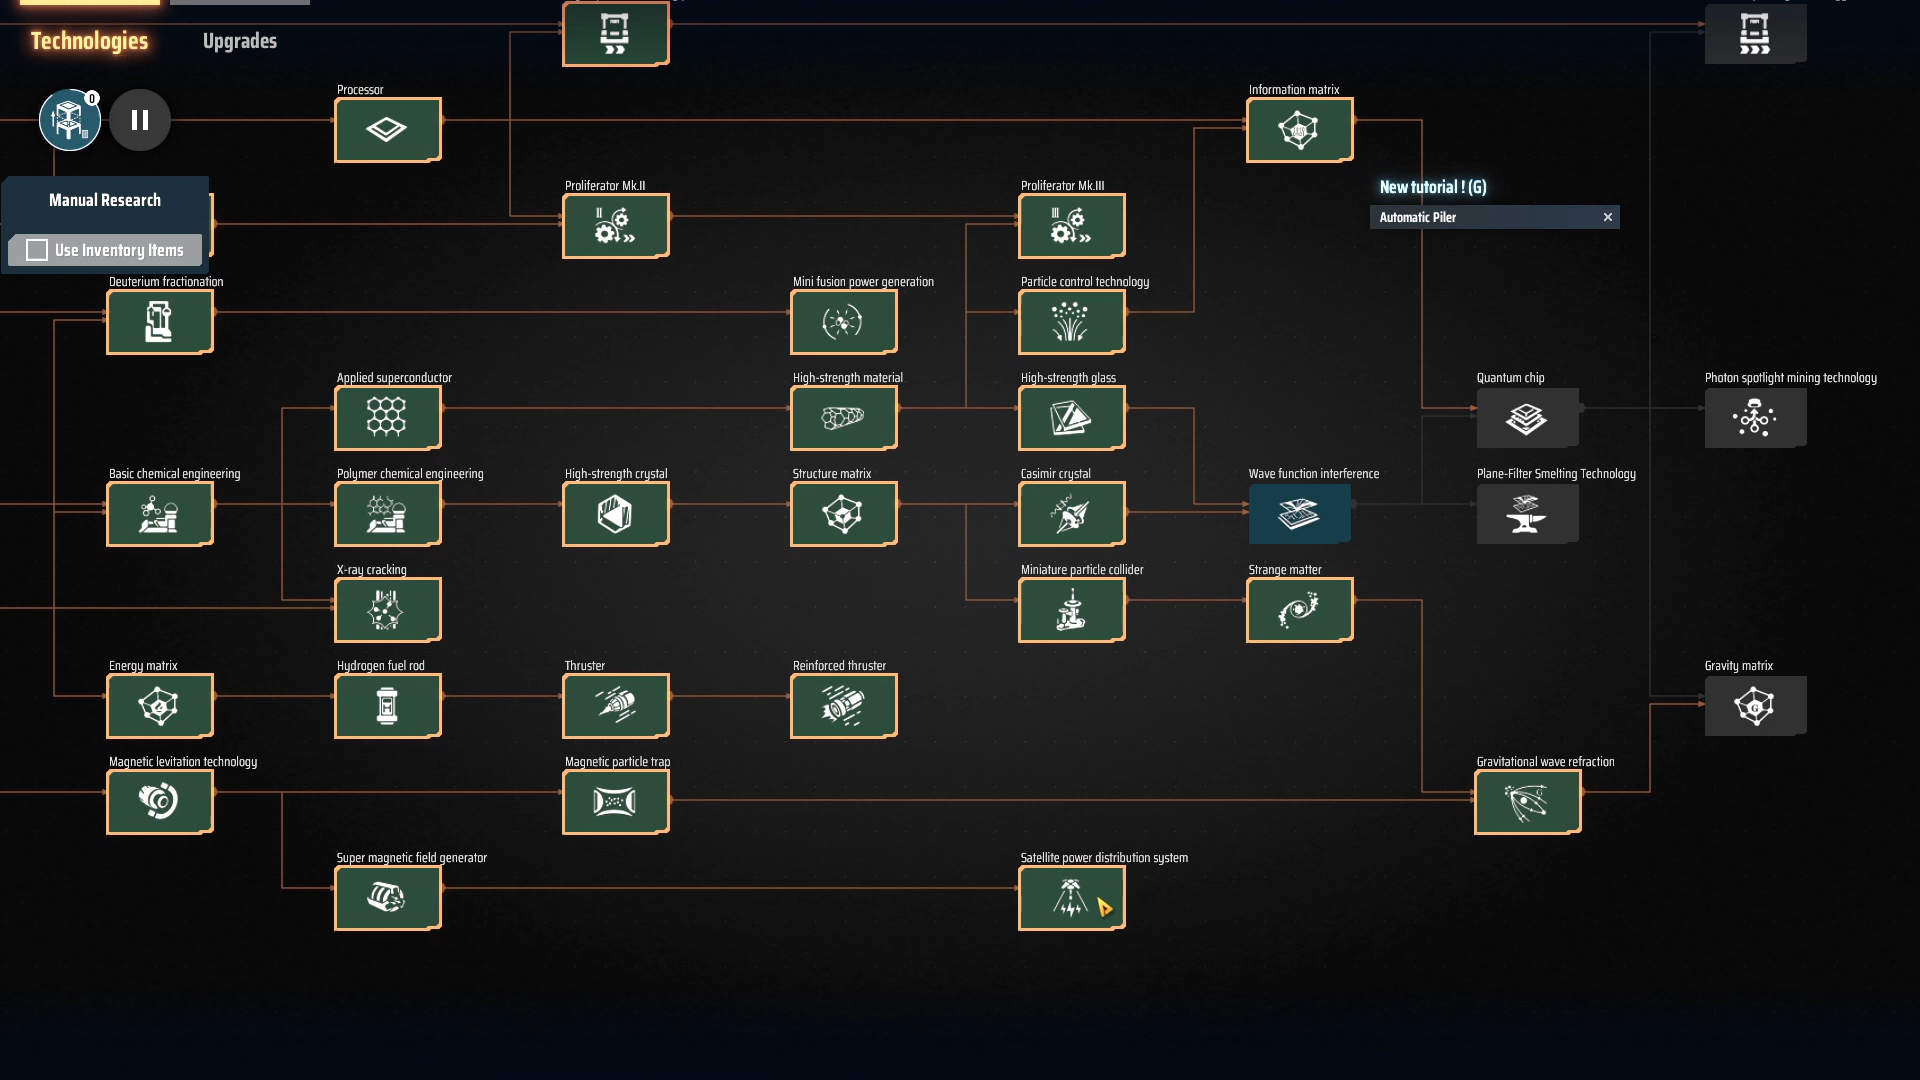 Technologies
Upgrades
Processor
Information matrix
0
Manual Research
Use Inventory Items
Proliferator Mk.II
II
Proliferator Mk.III
III
New tutorial ! (G)
Automatic Piler
Deuterium fractionation
Mini fusion power generation
Particle control technology
Applied superconductor
High-strength material
High-strength glass
Quantum chip
Photon spotlight mining technology
Basic chemical engineering
Polymer chemical engineering
High-strength crystal
Structure matrix
Casimir crystal
Wave function interference
Plane-Filter Smelting Technology
X-ray cracking
Miniature particle collider
Strange matter
Energy matrix
Hydrogen fuel rod
Thruster
Reinforced thruster
Gravity matrix
Magnetic levitation technology
Magnetic particle trap
Gravitational wave refraction
Super magnetic field generator
Satellite power distribution system